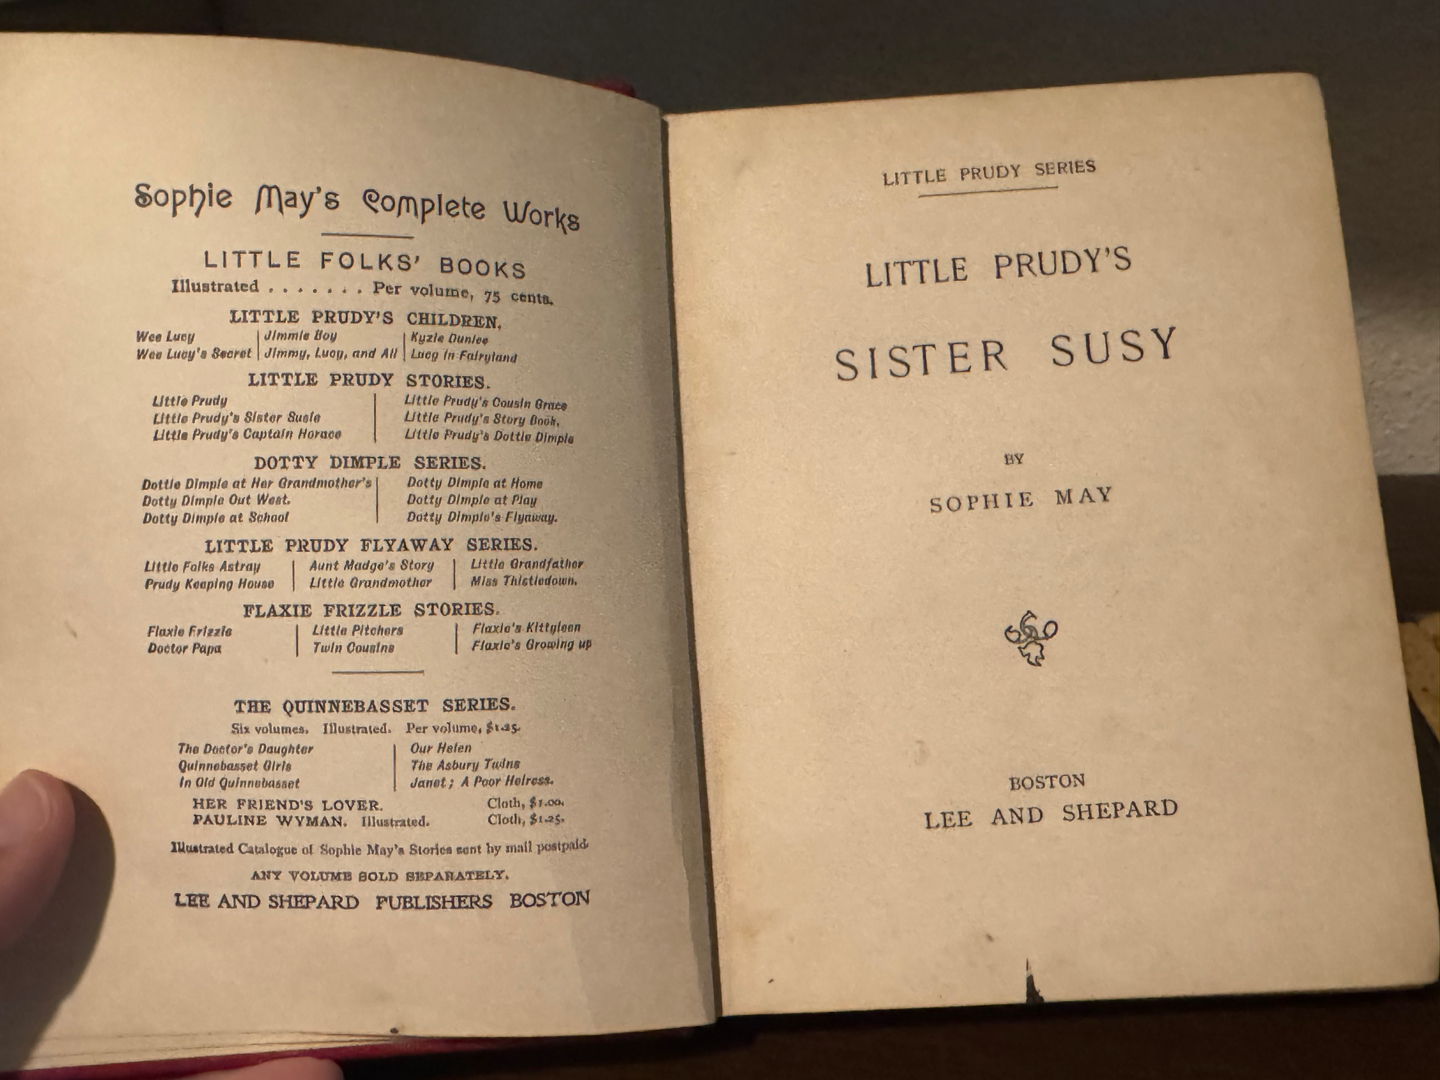 Sophie May's Complete Works
LITTLE FOLKS' BOOKS
Illustrated . . . . . . . Per volume, 75 cents.
LITTLE PRUDY'S CHILDREN.
Wee Lucy | Jimmie Boy | Kyzie Dunlee
Wee Lucy's Secret | Jimmy, Lucy, and All | Lucy in Fairyland
LITTLE PRUDY STORIES.
Little Prudy | Little Prudy's Cousin Grace
Little Prudy's Sister Susie | Little Prudy's Story Book.
Little Prudy's Captain Horace | Little Prudy's Dottie Dimple
DOTTY DIMPLE SERIES.
Dottie Dimple at Her Grandmother's | Dotty Dimple at Home
Dotty Dimple Out West. | Dotty Dimple at Play
Dotty Dimple at School | Dotty Dimple's Flyaway.
LITTLE PRUDY FLYAWAY SERIES.
Little Folks Astray | Aunt Madge's Story | Little Grandfather
Prudy Keeping House | Little Grandmother | Miss Thistledown.
FLAXIE FRIZZLE STORIES.
Flaxie Frizzle | Little Pitchers | Flaxie's Kittyleen
Doctor Papa | Twin Cousins | Flaxie's Growing up
THE QUINNEBASSET SERIES.
Six volumes. Illustrated. Per volume, $1.25.
The Doctor's Daughter | Our Helen
Quinnebasset Girls | The Asbury Twins
In Old Quinnebasset | Janet; A Poor Heiress.
HER FRIEND'S LOVER. Cloth, $1.00.
PAULINE WYMAN. Illustrated. Cloth, $1.25.
Illustrated Catalogue of Sophie May's Stories sent by mail postpaid
ANY VOLUME SOLD SEPARATELY.
LEE AND SHEPARD PUBLISHERS BOSTON
LITTLE PRUDY SERIES
LITTLE PRUDY'S
SISTER SUSY
BY
SOPHIE MAY
BOSTON
LEE AND SHEPARD